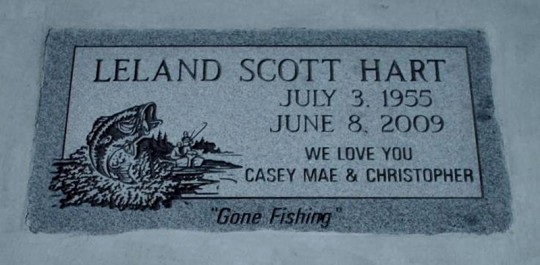 LELAND SCOTT HART
JULY 3, 1955
JUNE 8, 2009
WE LOVE YOU
CASEY MAE & CHRISTOPHER
"Gone Fishing"